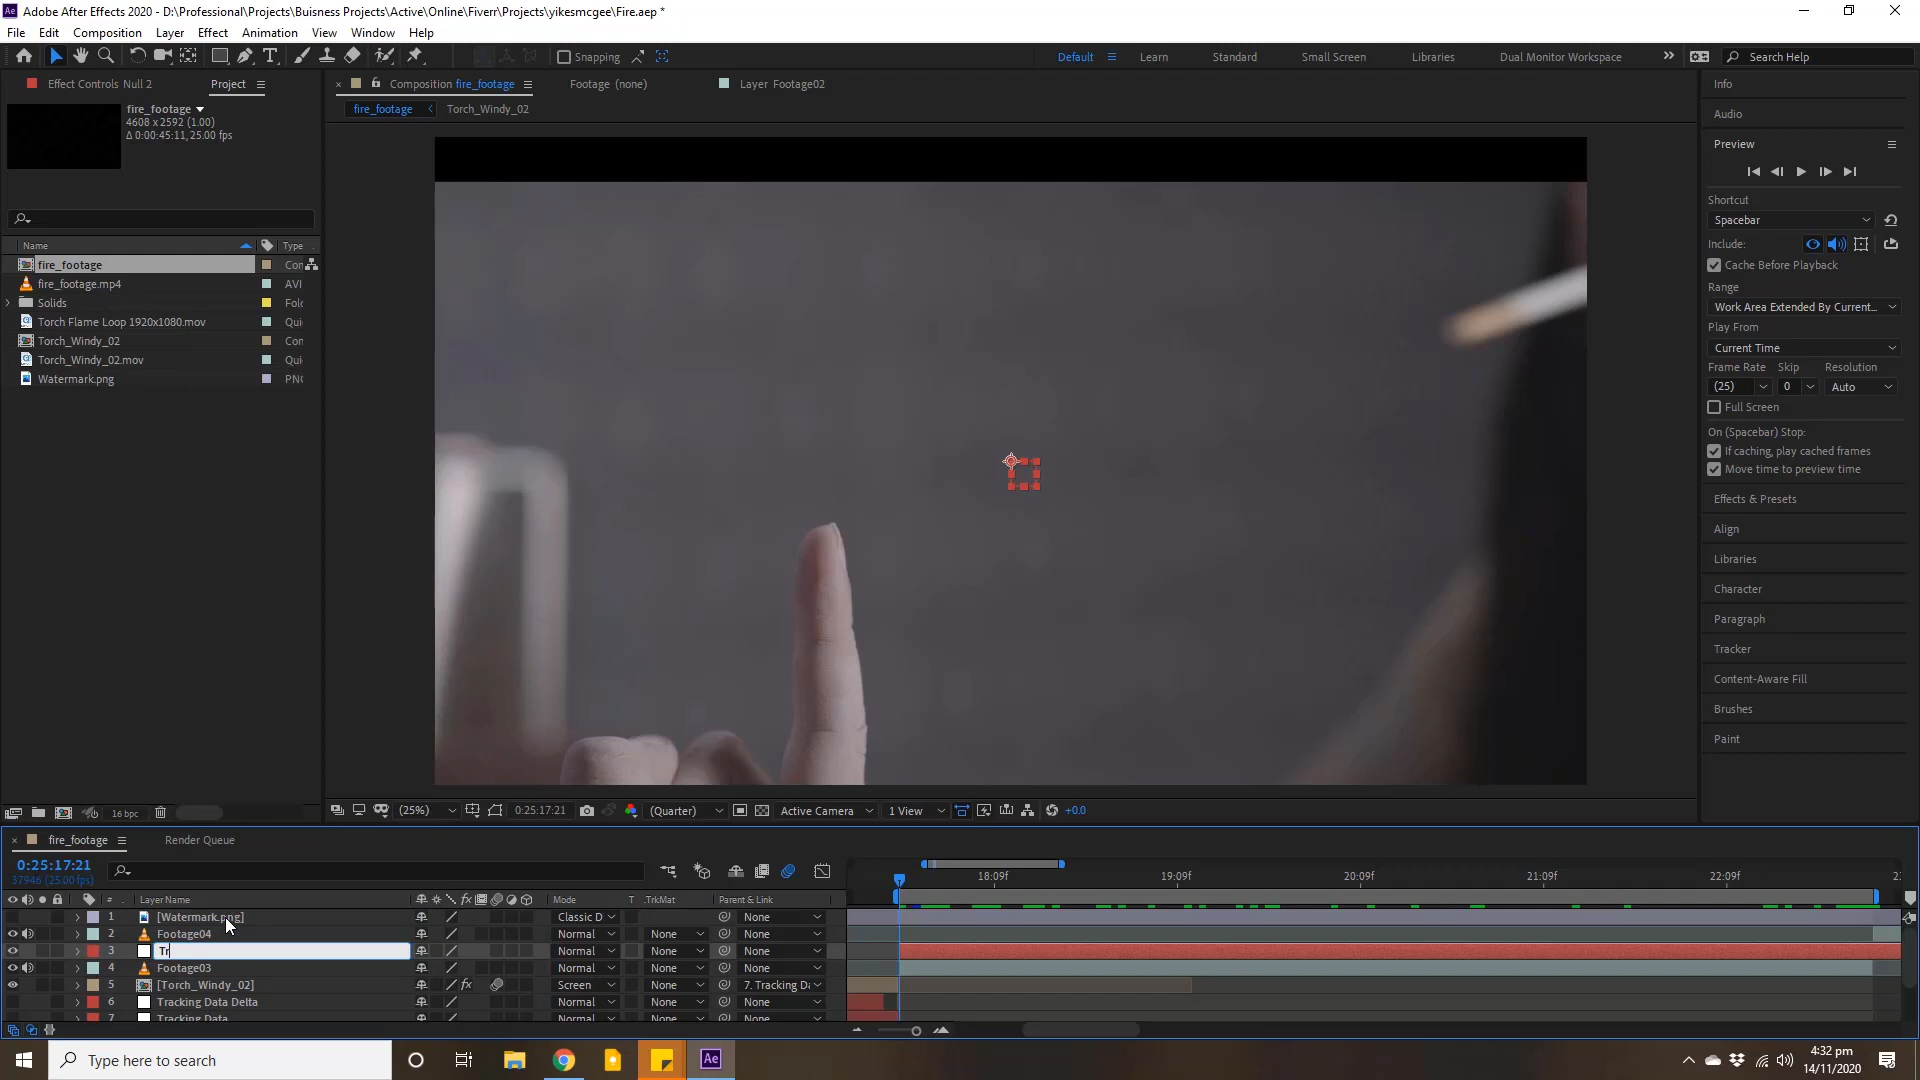 Ae Adobe After Effects 2020 - D:\Professional\Projects\Buisness Projects\Active\Online\Fiverr\Projects\yikesmcgee\Fire.aep *
File Edit Composition Layer Effect Animation View Window Help
Snapping Default Learn Standard Small Screen Libraries Dual Monitor Workspace Search Help
Effect Controls Null 2 Project
Composition fire_footage Footage (none) Layer Footage02
fire_footage Torch_Windy_02
fire_footage
4608 x 2592 (1.00)
Δ 0:00:45:11, 25.00 fps
Name Type
fire_footage Con
fire_footage.mp4 AVI
Solids Fold
Torch Flame Loop 1920x1080.mov Quic
Torch_Windy_02 Con
Torch_Windy_02.mov Quic
Watermark.png PNG
16 bpc
(25%) 0:25:17:21 (Quarter) Active Camera 1 View +0.0
Info
Audio
Preview
Shortcut
Spacebar
Include:
Cache Before Playback
Range
Work Area Extended By Current...
Play From
Current Time
Frame Rate Skip Resolution
(25) 0 Auto
Full Screen
On (Spacebar) Stop:
If caching, play cached frames
Move time to preview time
Effects & Presets
Align
Libraries
Character
Paragraph
Tracker
Content-Aware Fill
Brushes
Paint
fire_footage Render Queue
0:25:17:21
37946 (25.00 fps)
18:09f 19:09f 20:09f 21:09f 22:09f 2
# Layer Name Mode T .TrkMat Parent & Link
1 [Watermark.png] Classic D None
2 Footage04 Normal None None
3 Tr Normal None None
4 Footage03 Normal None None
5 [Torch_Windy_02] Screen None 7. Tracking Da
6 Tracking Data Delta Normal None None
7 Tracking Data Normal None None
Type here to search
Ae
4:32 pm
14/11/2020